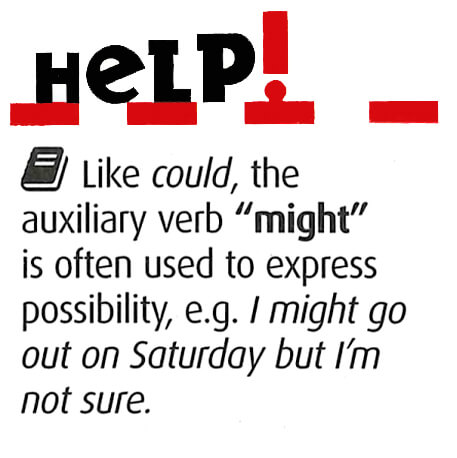 HeLP!
Like could, the
auxiliary verb “might”
is often used to express
possibility, e.g. I might go
out on Saturday but I’m
not sure.